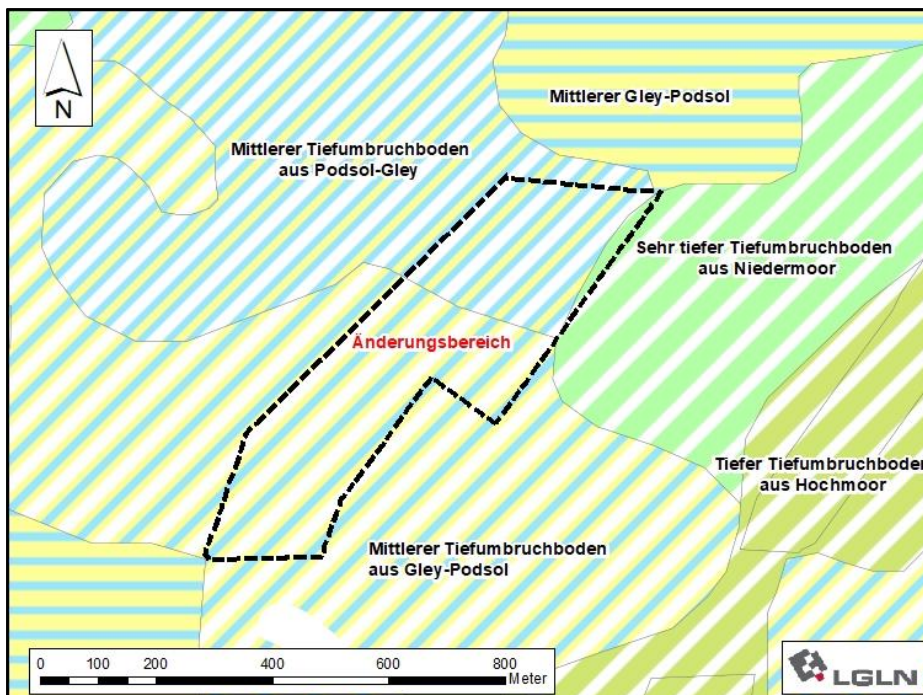 N
Mittlerer Gley-Podsol
Mittlerer Tiefumbruchboden
aus Podsol-Gley
Sehr tiefer Tiefumbruchboden
aus Niedermoor
Änderungsbereich
Tiefer Tiefumbruchboden
aus Hochmoor
Mittlerer Tiefumbruchboden
aus Gley-Podsol
0 100 200 400 600 800
Meter
LGLN